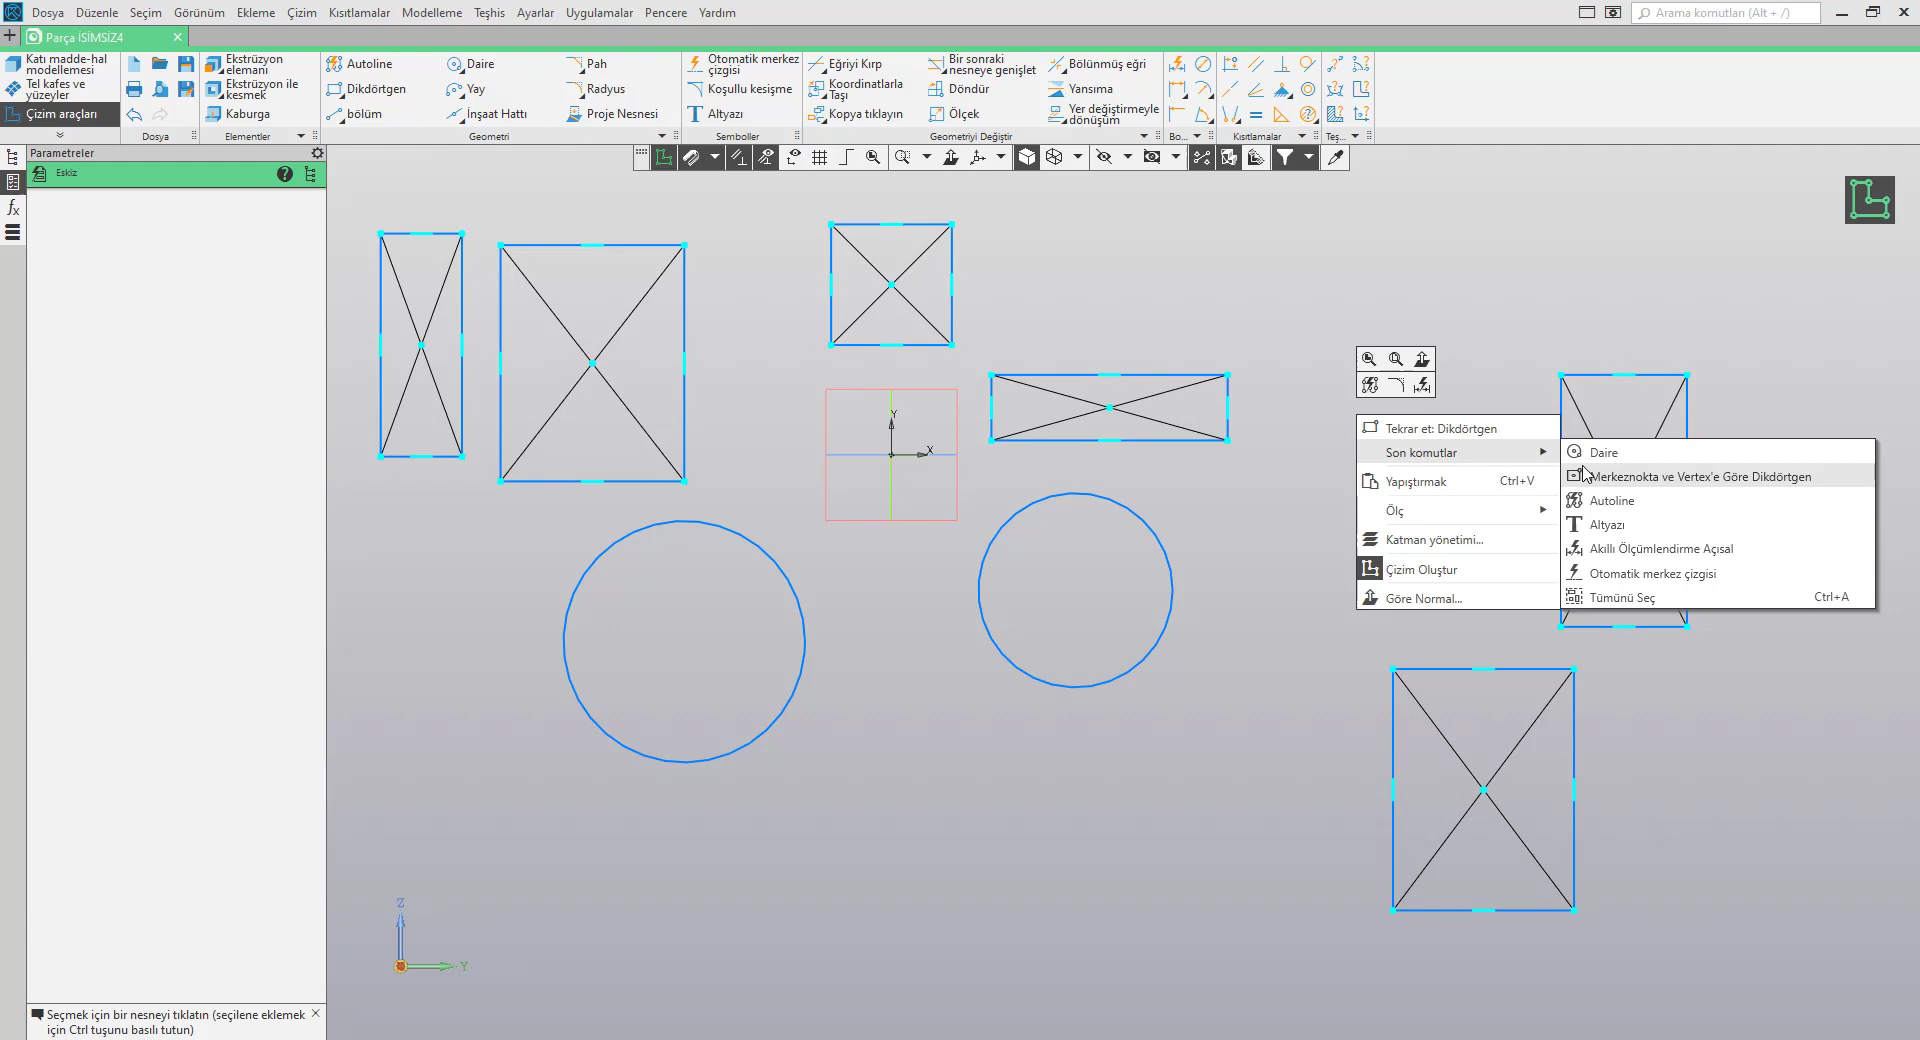 Dosya Düzenle Seçim Görünüm Ekleme Çizim Kısıtlamalar Modelleme Teşhis Ayarlar Uygulamalar Pencere Yardım
Arama komutları (Alt + /)
Parça İSİMSİZ4
Katı madde-hal modellemesi
Tel kafes ve yüzeyler
Çizim araçları
Dosya
Ekstrüzyon elemanı
Ekstrüzyon ile kesmek
Kaburga
Elementler
Autoline
Daire
Pah
Dikdörtgen
Yay
Radyus
bölüm
İnşaat Hattı
Proje Nesnesi
Geometri
Otomatik merkez çizgisi
Koşullu kesişme
Altyazı
Semboller
Eğriyi Kırp
Bir sonraki nesneye genişlet
Bölünmüş eğri
Koordinatlarla Taşı
Döndür
Yansıma
Kopya tıklayın
Ölçek
Yer değiştirmeyle dönüşüm
Geometriyi Değiştir
Bo...
Kısıtlamalar
Teş...
Parametreler
Eskiz
Y
X
Tekrar et: Dikdörtgen
Son komutlar
Yapıştırmak Ctrl+V
Ölç
Katman yönetimi...
Çizim Oluştur
Göre Normal...
Daire
Merkeznokta ve Vertex'e Göre Dikdörtgen
Autoline
Altyazı
Akıllı Ölçümlendirme Açısal
Otomatik merkez çizgisi
Tümünü Seç Ctrl+A
Z
Y
Seçmek için bir nesneyi tıklatın (seçilene eklemek
için Ctrl tuşunu basılı tutun)